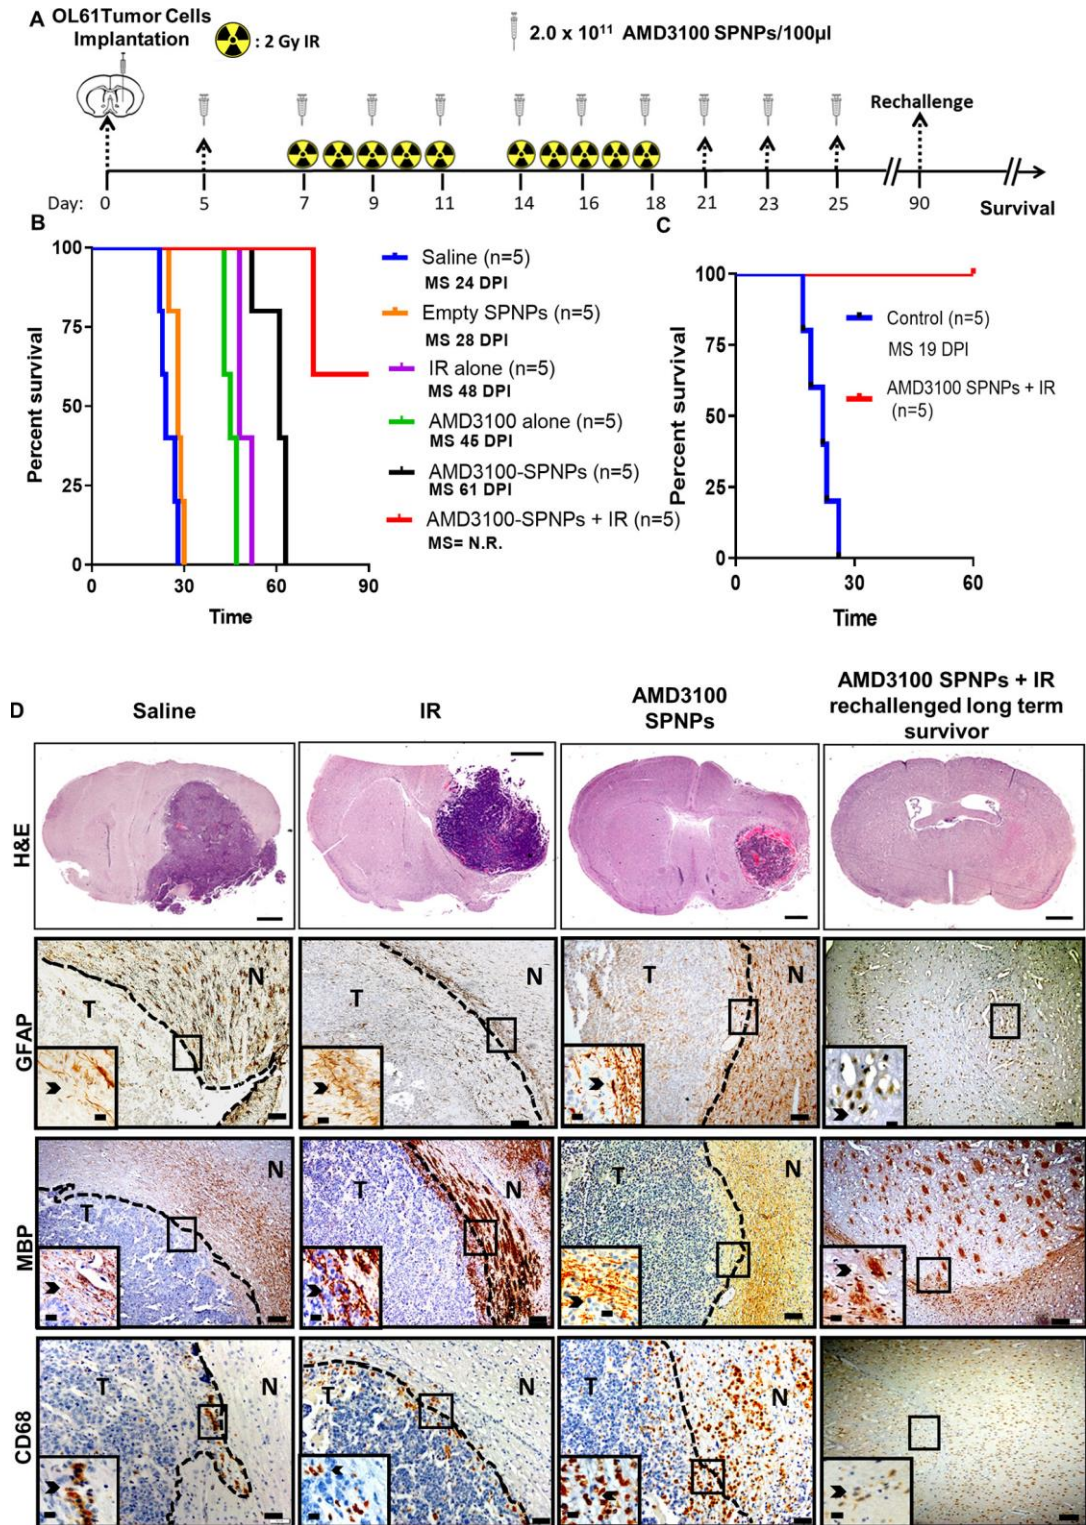 A
OL61Tumor Cells
Implantation
: 2 Gy IR
2.0 x 10¹¹ AMD3100 SPNPs/100µl
Rechallenge
Day: 0 5 7 9 11 14 16 18 21 23 25 90 Survival
B
100
75
50
25
0
0 30 60 90
Percent survival
Time
Saline (n=5)
MS 24 DPI
Empty SPNPs (n=5)
MS 28 DPI
IR alone (n=5)
MS 48 DPI
AMD3100 alone (n=5)
MS 45 DPI
AMD3100-SPNPs (n=5)
MS 61 DPI
AMD3100-SPNPs + IR (n=5)
MS= N.R.
C
100
75
50
25
0
0 30 60
Percent survival
Time
Control (n=5)
MS 19 DPI
AMD3100 SPNPs + IR
(n=5)
D
Saline
IR
AMD3100
SPNPs
AMD3100 SPNPs + IR
rechallenged long term
survivor
H&E
GFAP
T N
T N
T N
MBP
T N
T N
T N
CD68
T N
T N
T N